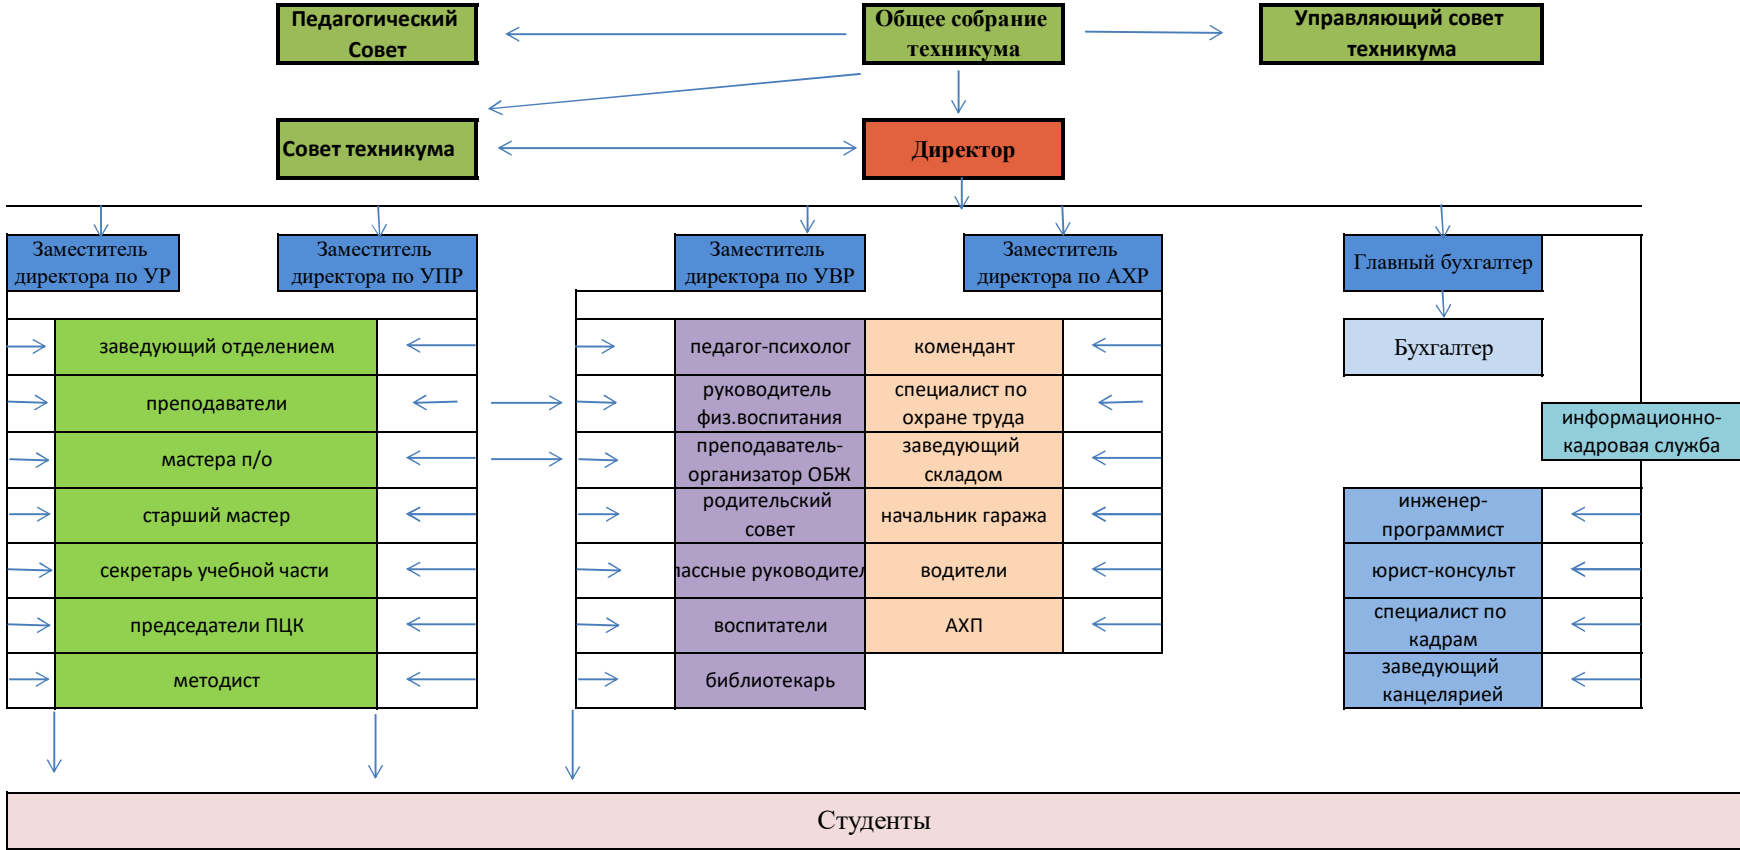 Педагогический
Совет
Общее собрание
техникума
Управляющий совет
техникума
Совет техникума
Директор
Заместитель
директора по УР
Заместитель
директора по УПР
Заместитель
директора по УВР
Заместитель
директора по АХР
Главный бухгалтер
заведующий отделением
педагог-психолог
комендант
Бухгалтер
преподаватели
руководитель
физ.воспитания
специалист по
охране труда
информационно-
кадровая служба
мастера п/о
преподаватель-
организатор ОБЖ
заведующий
складом
старший мастер
родительский
совет
начальник гаража
инженер-
программист
секретарь учебной части
лассные руководител
водители
юрист-консульт
председатели ПЦК
воспитатели
АХП
специалист по
кадрам
методист
библиотекарь
заведующий
канцелярией
Студенты